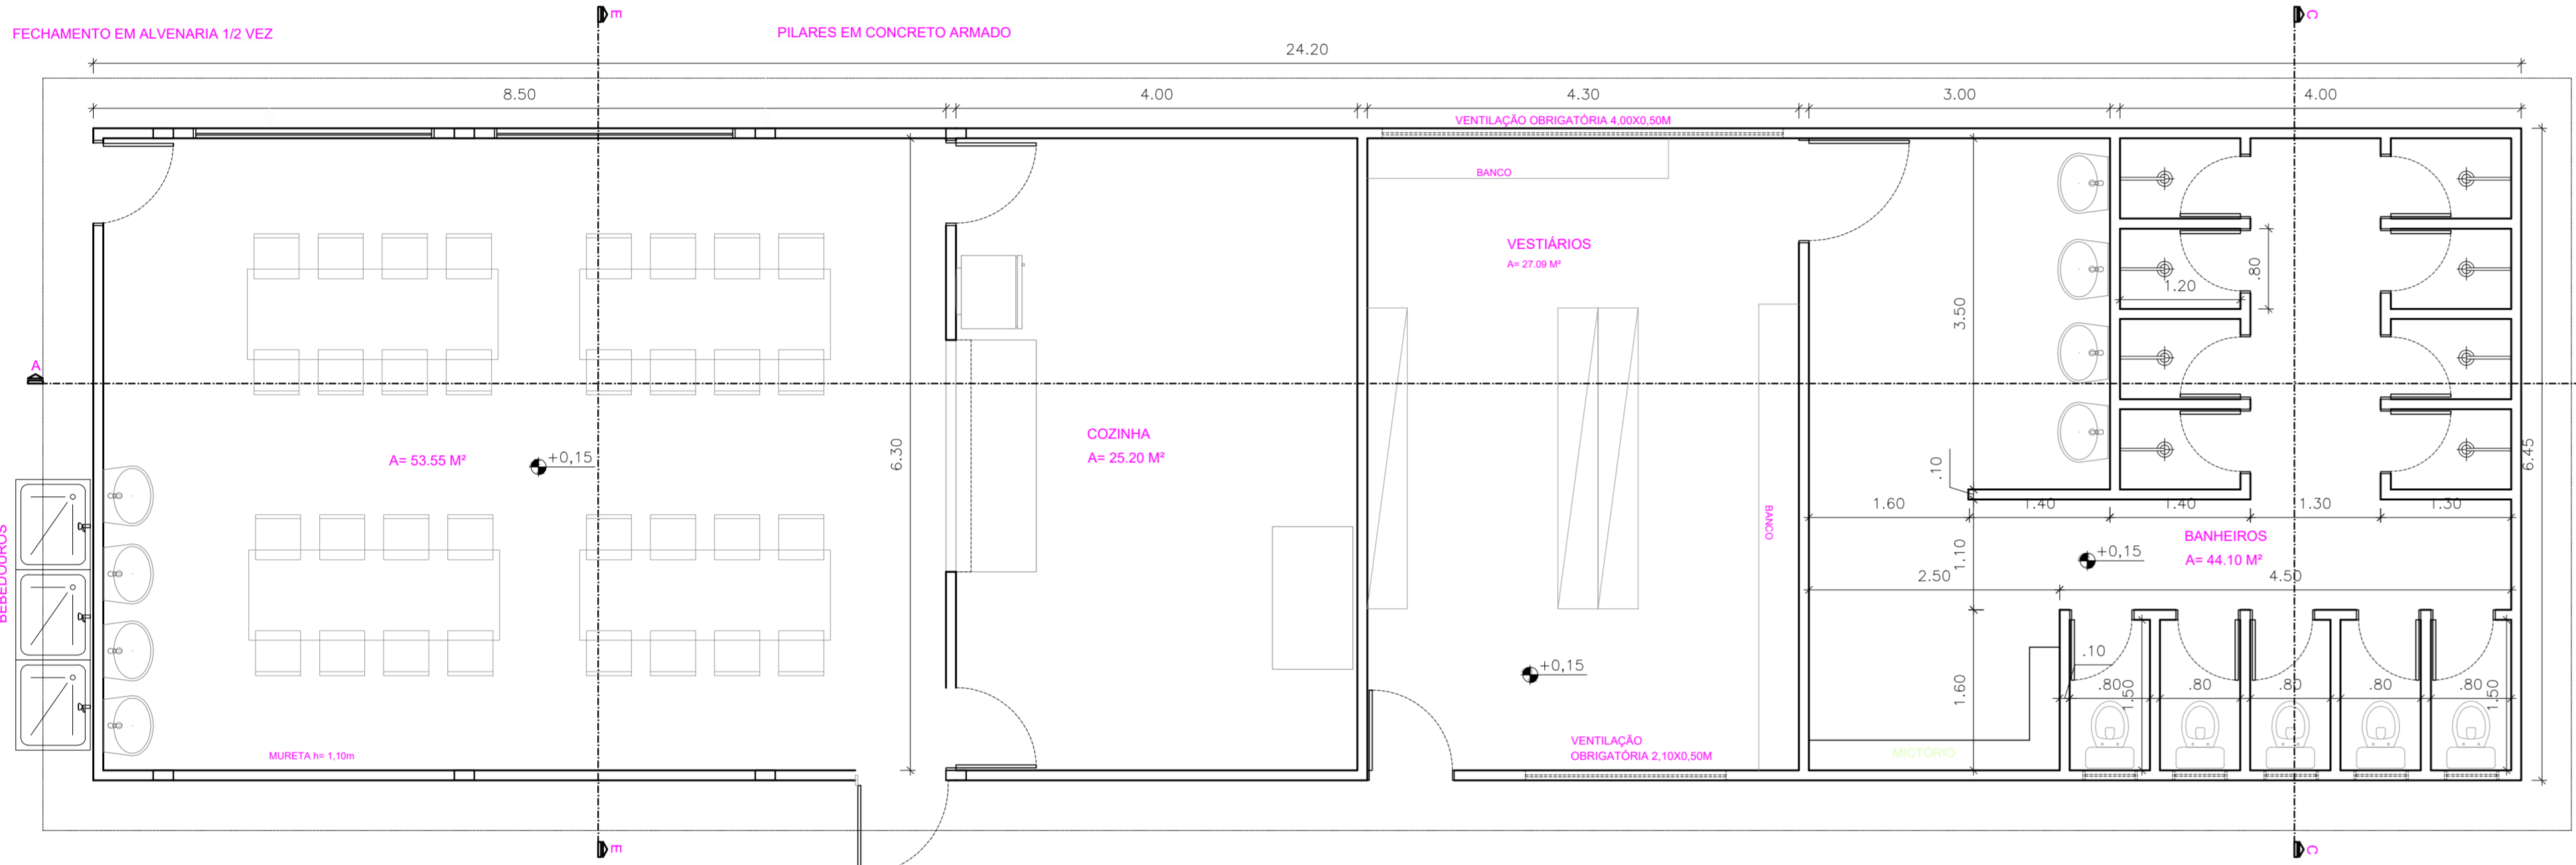 E
C
FECHAMENTO EM ALVENARIA 1/2 VEZ
PILARES EM CONCRETO ARMADO
24.20
8.50
4.00
4.30
3.00
4.00
VENTILAÇÃO OBRIGATÓRIA 4,00X0,50M
BANCO
VESTIÁRIOS
A= 27.09 M²
.80
1.20
3.50
A
COZINHA
A= 25.20 M²
6.30
A= 53.55 M²
+0,15
6.45
.10
1.60
1.40
1.40
1.30
1.30
BANCO
BANHEIROS
A= 44.10 M²
+0,15
1.10
2.50
4.50
BEBEDOUROS
+0,15
.10
.80
.80
.80
.80
.80
1.50
1.50
1.60
MURETA h= 1,10m
VENTILAÇÃO
OBRIGATÓRIA 2,10X0,50M
MICTÓRIO
E
C